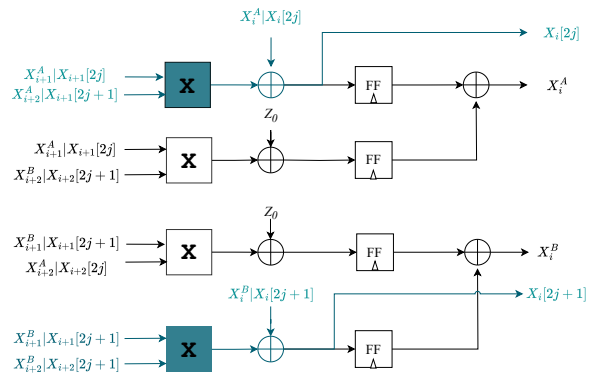 X_i^A|X_i[2j]
X_i[2j]
X_{i+1}^A|X_{i+1}[2j]
X_{i+2}^A|X_{i+1}[2j+1]
X
FF
X_i^A
Z_0
X_{i+1}^A|X_{i+1}[2j]
X_{i+2}^B|X_{i+2}[2j+1]
X
FF
Z_0
X_{i+1}^B|X_{i+1}[2j+1]
X_{i+2}^A|X_{i+2}[2j]
X
FF
X_i^B
X_i^B|X_i[2j+1]
X_i[2j+1]
X_{i+1}^B|X_{i+1}[2j+1]
X_{i+2}^B|X_{i+2}[2j+1]
X
FF